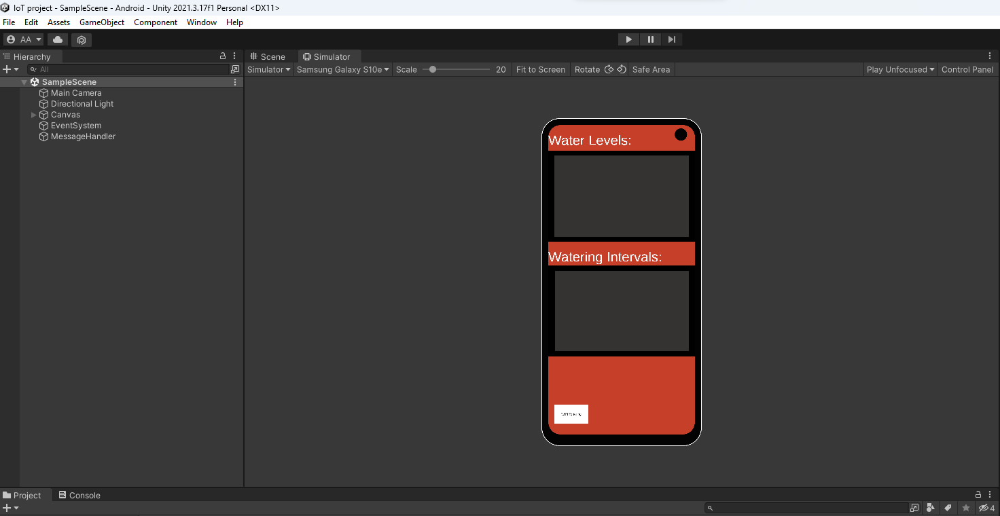 IoT project - SampleScene - Android - Unity 2021.3.17f1 Personal <DX11>
File Edit Assets GameObject Component Window Help
AA
Hierarchy
Scene Simulator
All
Simulator Samsung Galaxy S10e Scale 20 Fit to Screen Rotate Safe Area Play Unfocused Control Panel
SampleScene
Main Camera
Directional Light
Canvas
EventSystem
MessageHandler
Water Levels:
Watering Intervals:
Project Console
4